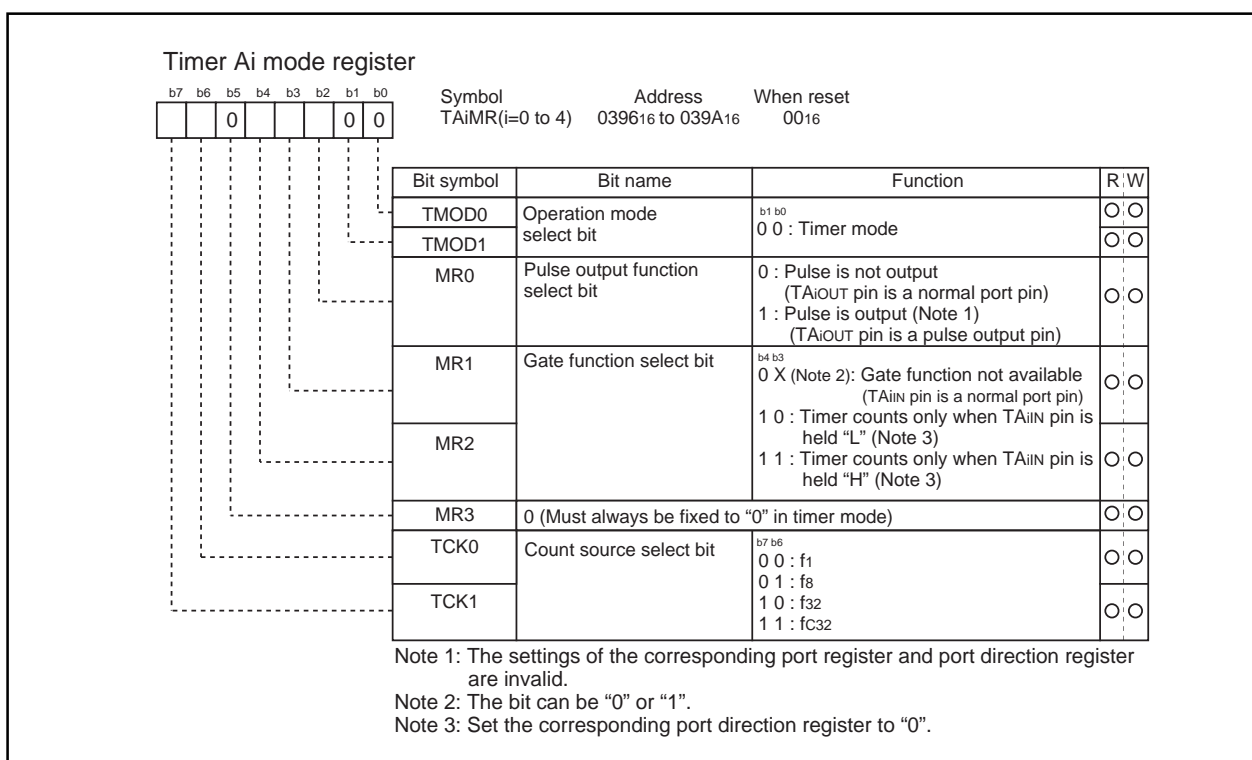 Timer Ai mode register
b7 b6 b5 b4 b3 b2 b1 b0
0 0 0
Symbol Address When reset
TAiMR(i=0 to 4) 039616 to 039A16 0016
Bit symbol Bit name Function R W
TMOD0 Operation mode b1 b0
TMOD1 select bit 0 0 : Timer mode
MR0 Pulse output function 0 : Pulse is not output
select bit (TAiOUT pin is a normal port pin)
1 : Pulse is output (Note 1)
(TAiOUT pin is a pulse output pin)
MR1 Gate function select bit b4 b3
0 X (Note 2): Gate function not available
(TAiIN pin is a normal port pin)
1 0 : Timer counts only when TAiIN pin is
MR2 held “L” (Note 3)
1 1 : Timer counts only when TAiIN pin is
held “H” (Note 3)
MR3 0 (Must always be fixed to “0” in timer mode)
TCK0 Count source select bit b7 b6
0 0 : f1
0 1 : f8
TCK1 1 0 : f32
1 1 : fC32
Note 1: The settings of the corresponding port register and port direction register
are invalid.
Note 2: The bit can be “0” or “1”.
Note 3: Set the corresponding port direction register to “0”.